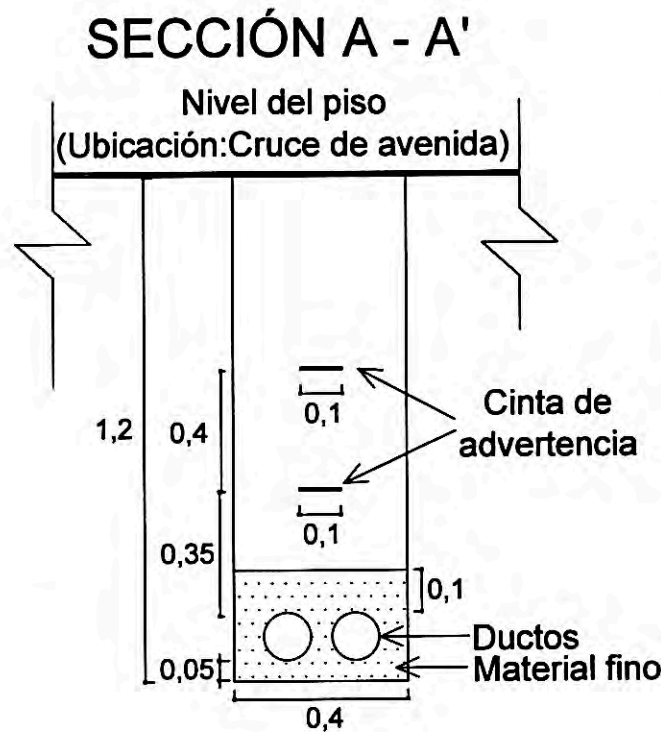 SECCIÓN A - A'
Nivel del piso
(Ubicación:Cruce de avenida)
1,2
0,4
0,1
Cinta de
advertencia
0,1
0,35
0,1
Ductos
0,05
Material fino
0,4